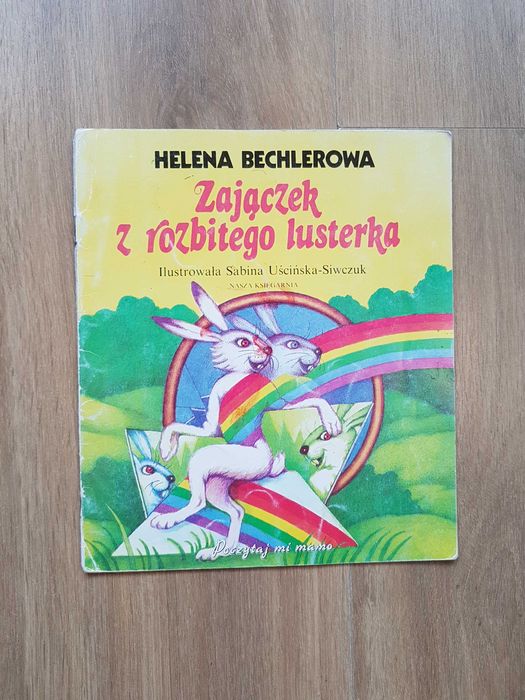 HELENA BECHLEROWA
Zajączek
z rozbitego lusterka
Ilustrowała Sabina Uścińska-Siwczuk
„NASZA KSIĘGARNIA”
Poczytaj mi mamo